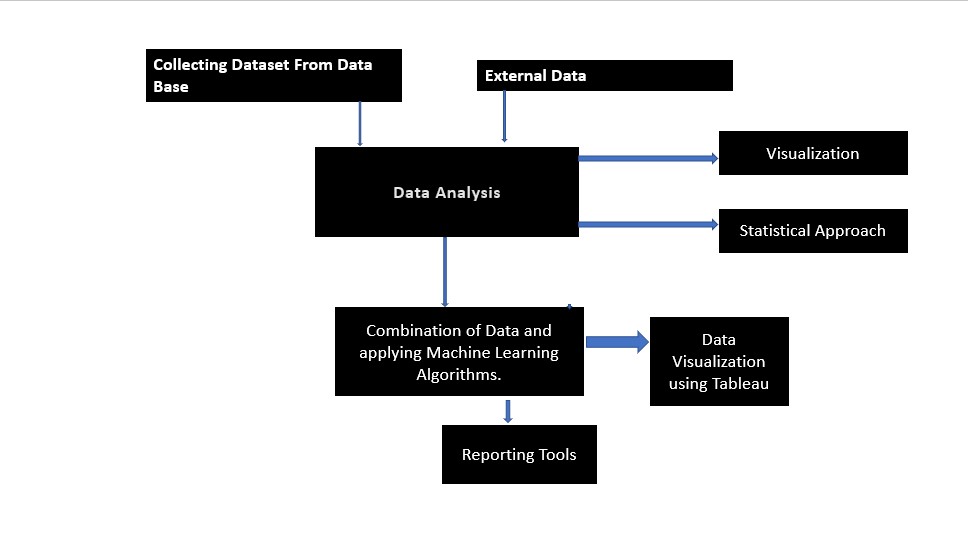 Collecting Dataset From Data
Base
External Data
Visualization
Data Analysis
Statistical Approach
Combination of Data and
applying Machine Learning
Algorithms.
Data
Visualization
using Tableau
Reporting Tools